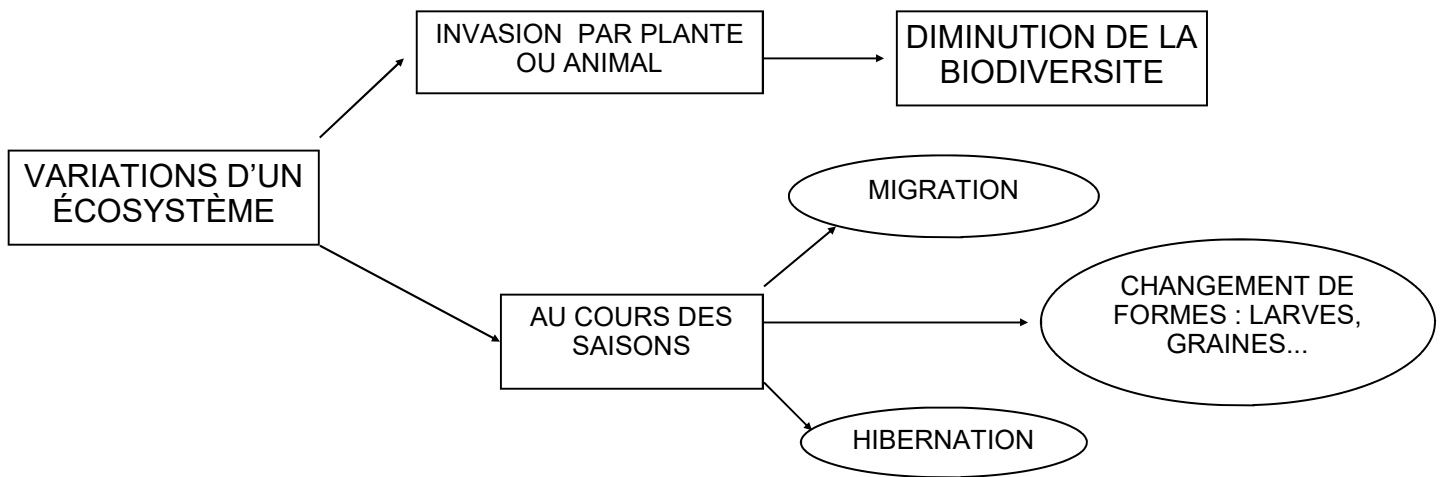 INVASION PAR PLANTE
OU ANIMAL
DIMINUTION DE LA
BIODIVERSITE
VARIATIONS D'UN
ÉCOSYSTÈME
MIGRATION
AU COURS DES
SAISONS
CHANGEMENT DE
FORMES : LARVES,
GRAINES...
HIBERNATION